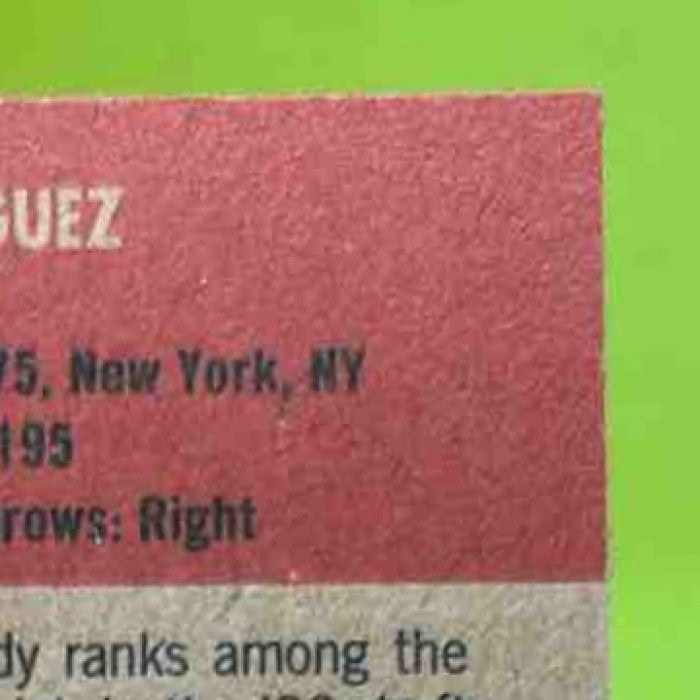 GUEZ
75, New York, NY
195
rows: Right
dy ranks among the